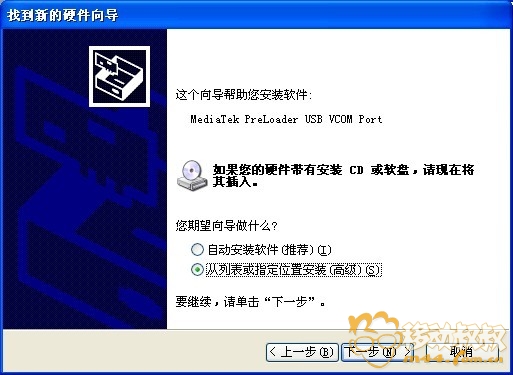 找到新的硬件向导
这个向导帮助您安装软件:
MediaTek PreLoader USB VCOM Port
如果您的硬件带有安装 CD 或软盘，请现在将
其插入。
您期望向导做什么?
自动安装软件(推荐)(I)
从列表或指定位置安装(高级)(S)
要继续，请单击“下一步”。
< 上一步(B) 下一步(N) > 取消
移动叔叔